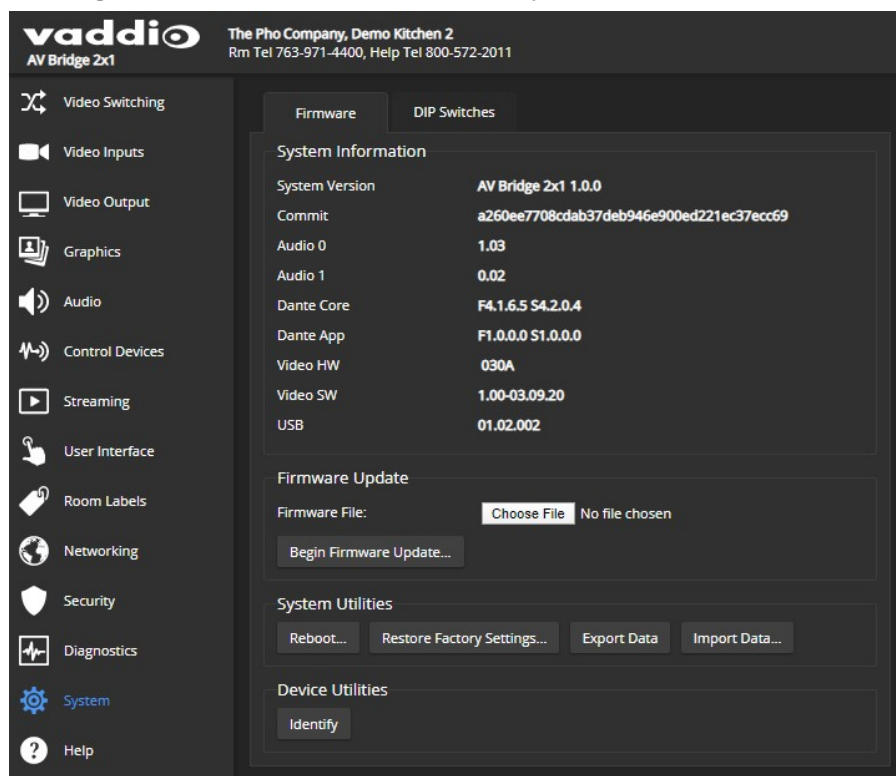 vaddio
AV Bridge 2x1
The Pho Company, Demo Kitchen 2
Rm Tel 763-971-4400, Help Tel 800-572-2011
Video Switching
Video Inputs
Video Output
Graphics
Audio
Control Devices
Streaming
User Interface
Room Labels
Networking
Security
Diagnostics
System
Help
Firmware DIP Switches
System Information
System Version AV Bridge 2x1 1.0.0
Commit a260ee7708cdab37deb946e900ed221ec37ecc69
Audio 0 1.03
Audio 1 0.02
Dante Core F4.1.6.5 S4.2.0.4
Dante App F1.0.0.0 S1.0.0.0
Video HW 030A
Video SW 1.00-03.09.20
USB 01.02.002
Firmware Update
Firmware File: Choose File No file chosen
Begin Firmware Update...
System Utilities
Reboot... Restore Factory Settings... Export Data Import Data...
Device Utilities
Identify